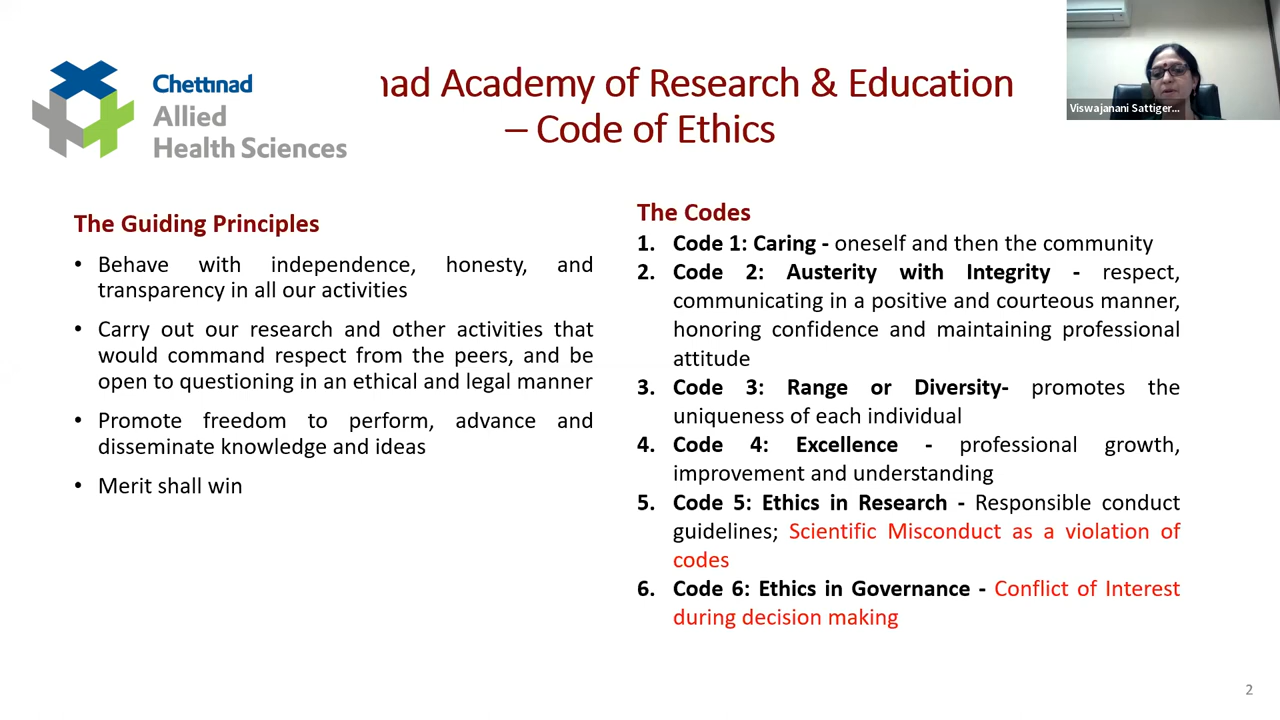 Chettinad
Allied
Health Sciences
nad Academy of Research & Education
– Code of Ethics
Viswajanani Sattiger...
The Guiding Principles
• Behave with independence, honesty, and
transparency in all our activities
• Carry out our research and other activities that
would command respect from the peers, and be
open to questioning in an ethical and legal manner
• Promote freedom to perform, advance and
disseminate knowledge and ideas
• Merit shall win
The Codes
1. Code 1: Caring - oneself and then the community
2. Code 2: Austerity with Integrity - respect,
communicating in a positive and courteous manner,
honoring confidence and maintaining professional
attitude
3. Code 3: Range or Diversity- promotes the
uniqueness of each individual
4. Code 4: Excellence - professional growth,
improvement and understanding
5. Code 5: Ethics in Research - Responsible conduct
guidelines; Scientific Misconduct as a violation of
codes
6. Code 6: Ethics in Governance - Conflict of Interest
during decision making
2